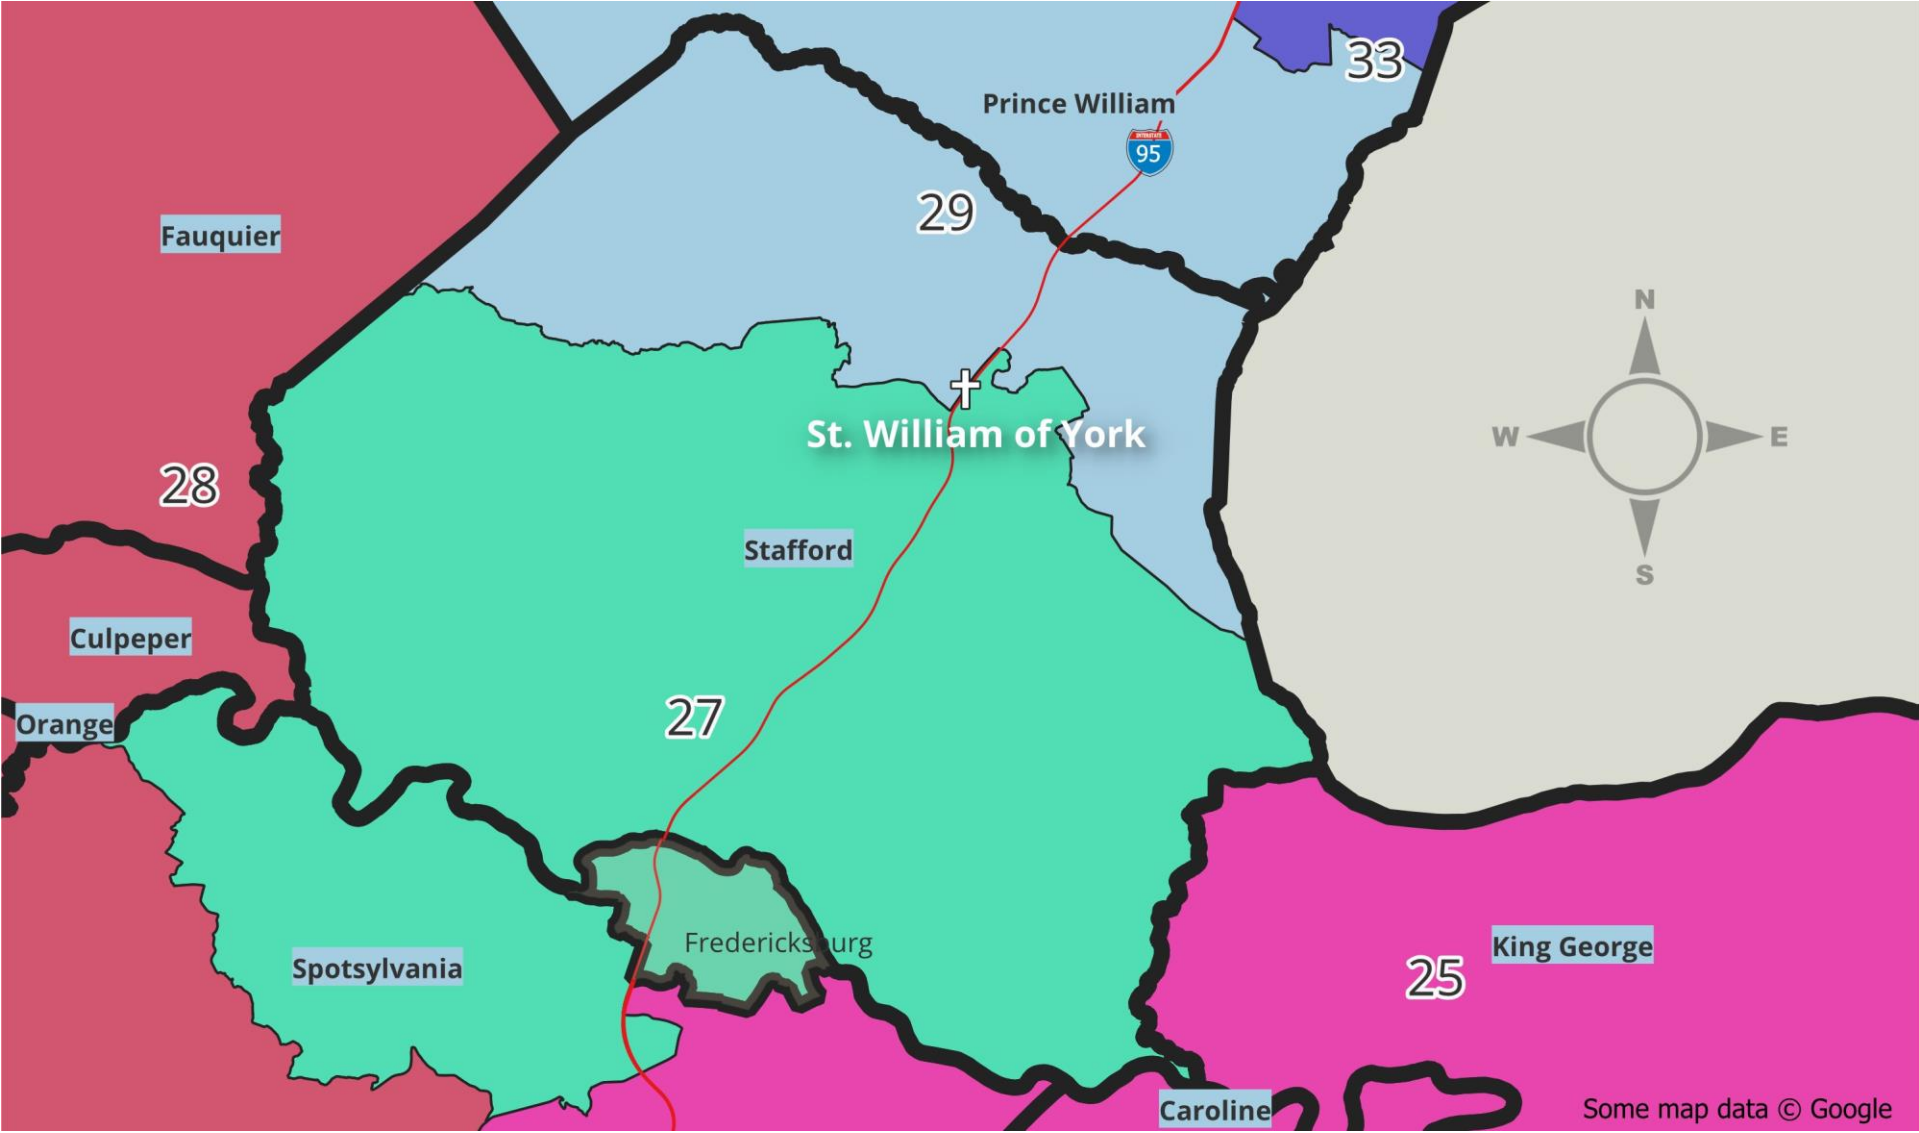 33
Prince William
INTERSTATE
95
29
Fauquier
N
W
E
S
St. William of York
28
Stafford
Culpeper
27
Orange
Fredericksburg
Spotsylvania
King George
25
Caroline
Some map data © Google